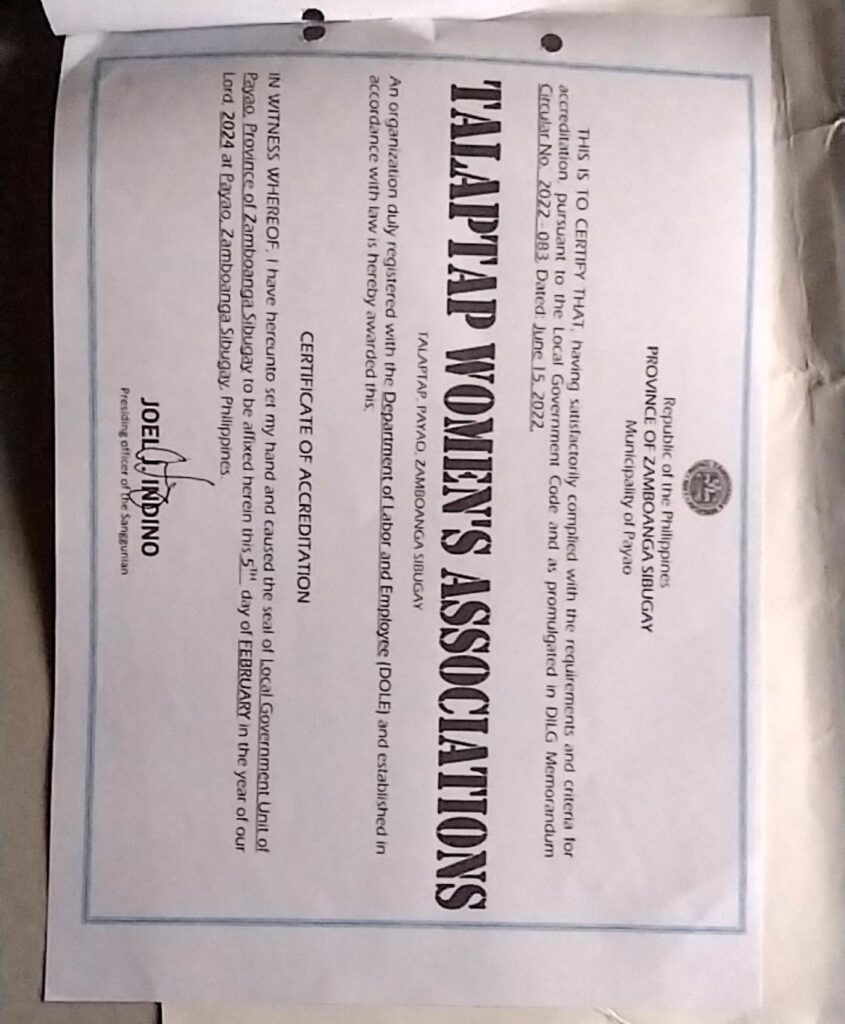 Republic of the Philippines
PROVINCE OF ZAMBOANGA SIBUGAY
Municipality of Payao
THIS IS TO CERTIFY THAT, having satisfactorily complied with the requirements and criteria for
accreditation, pursuant to the Local Government Code and as promulgated in DILG Memorandum
Circular No. 2022 - 083, Dated: June 15, 2022.
TALAPTAP WOMEN'S ASSOCIATIONS
TALAPTAP, PAYAO, ZAMBOANGA SIBUGAY
An organization duly registered with the Department of Labor and Employee (DOLE) and established in
accordance with law is hereby awarded this.
CERTIFICATE OF ACCREDITATION
IN WITNESS WHEREOF, I have hereunto set my hand and caused the seal of Local Government Unit of
Payao, Province of Zamboanga Sibugay to be affixed herein this 5TH day of FEBRUARY in the year of our
Lord, 2024 at Payao, Zamboanga Sibugay, Philippines.
JOEL INDINO
Presiding officer of the Sanggunian